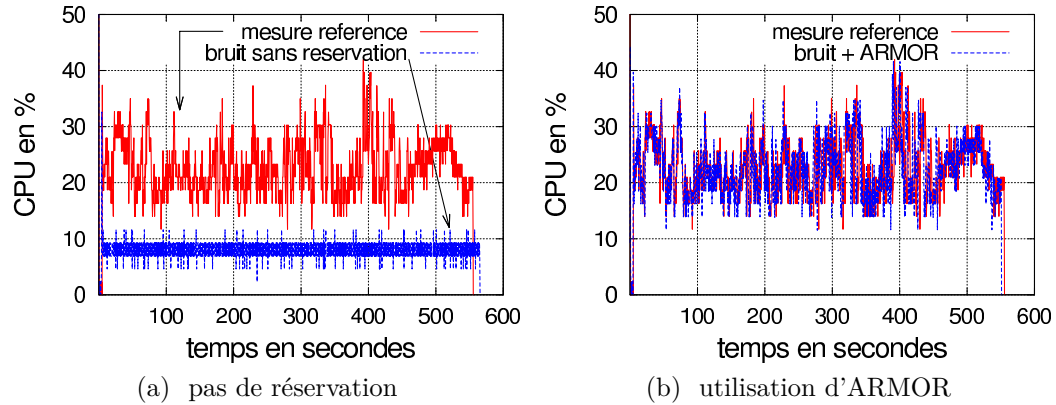 50
40
30
20
10
0
CPU en %
mesure reference
bruit sans reservation
100 200 300 400 500 600
temps en secondes
(a) pas de réservation
50
40
30
20
10
0
CPU en %
mesure reference
bruit + ARMOR
100 200 300 400 500 600
temps en secondes
(b) utilisation d'ARMOR